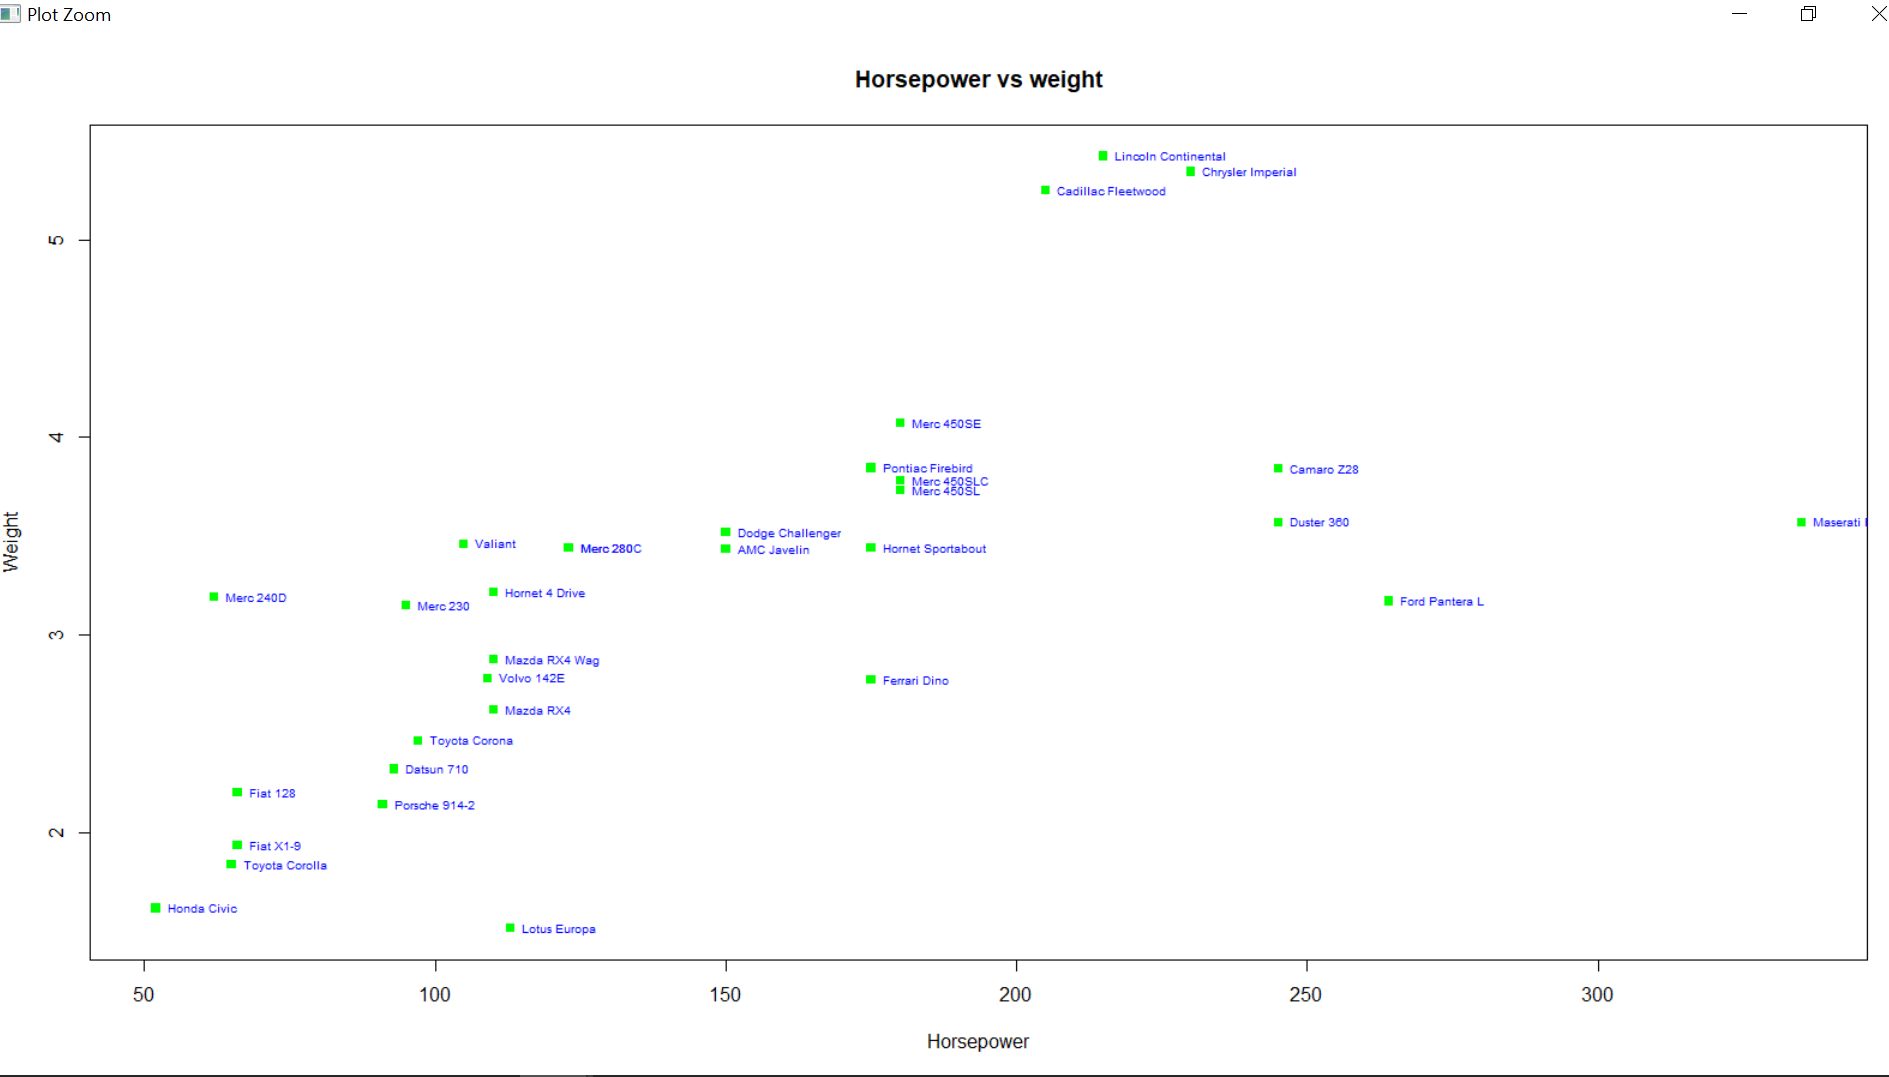 Plot Zoom
Horsepower vs weight
Lincoln Continental
Chrysler Imperial
Cadillac Fleetwood
5
Merc 450SE
4
Pontiac Firebird
Camaro Z28
Merc 450SLC
Merc 450SL
Duster 360
Maserati
Dodge Challenger
Valiant
Merc 280C
AMC Javelin
Hornet Sportabout
Weight
Hornet 4 Drive
Merc 240D
Ford Pantera L
Merc 230
3
Mazda RX4 Wag
Volvo 142E
Ferrari Dino
Mazda RX4
Toyota Corona
Datsun 710
Fiat 128
Porsche 914-2
2
Fiat X1-9
Toyota Corolla
Honda Civic
Lotus Europa
50 100 150 200 250 300
Horsepower